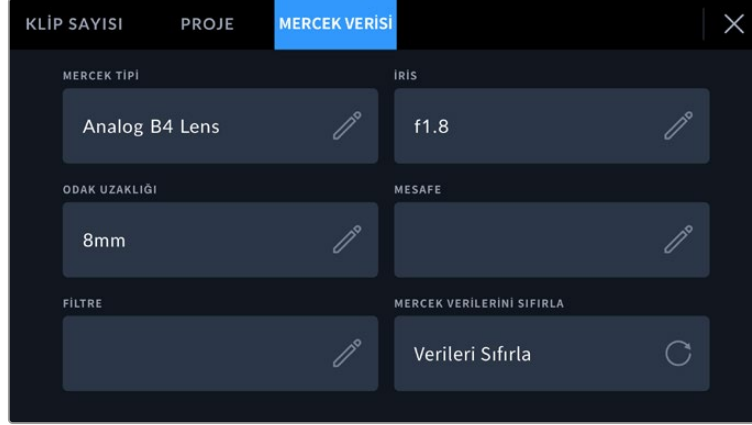 KLİP SAYISI PROJE MERCEK VERİSİ
MERCEK TİPİ İRİS
Analog B4 Lens f1.8
ODAK UZAKLIĞI MESAFE
8mm
FİLTRE MERCEK VERİLERİNİ SIFIRLA
Verileri Sıfırla